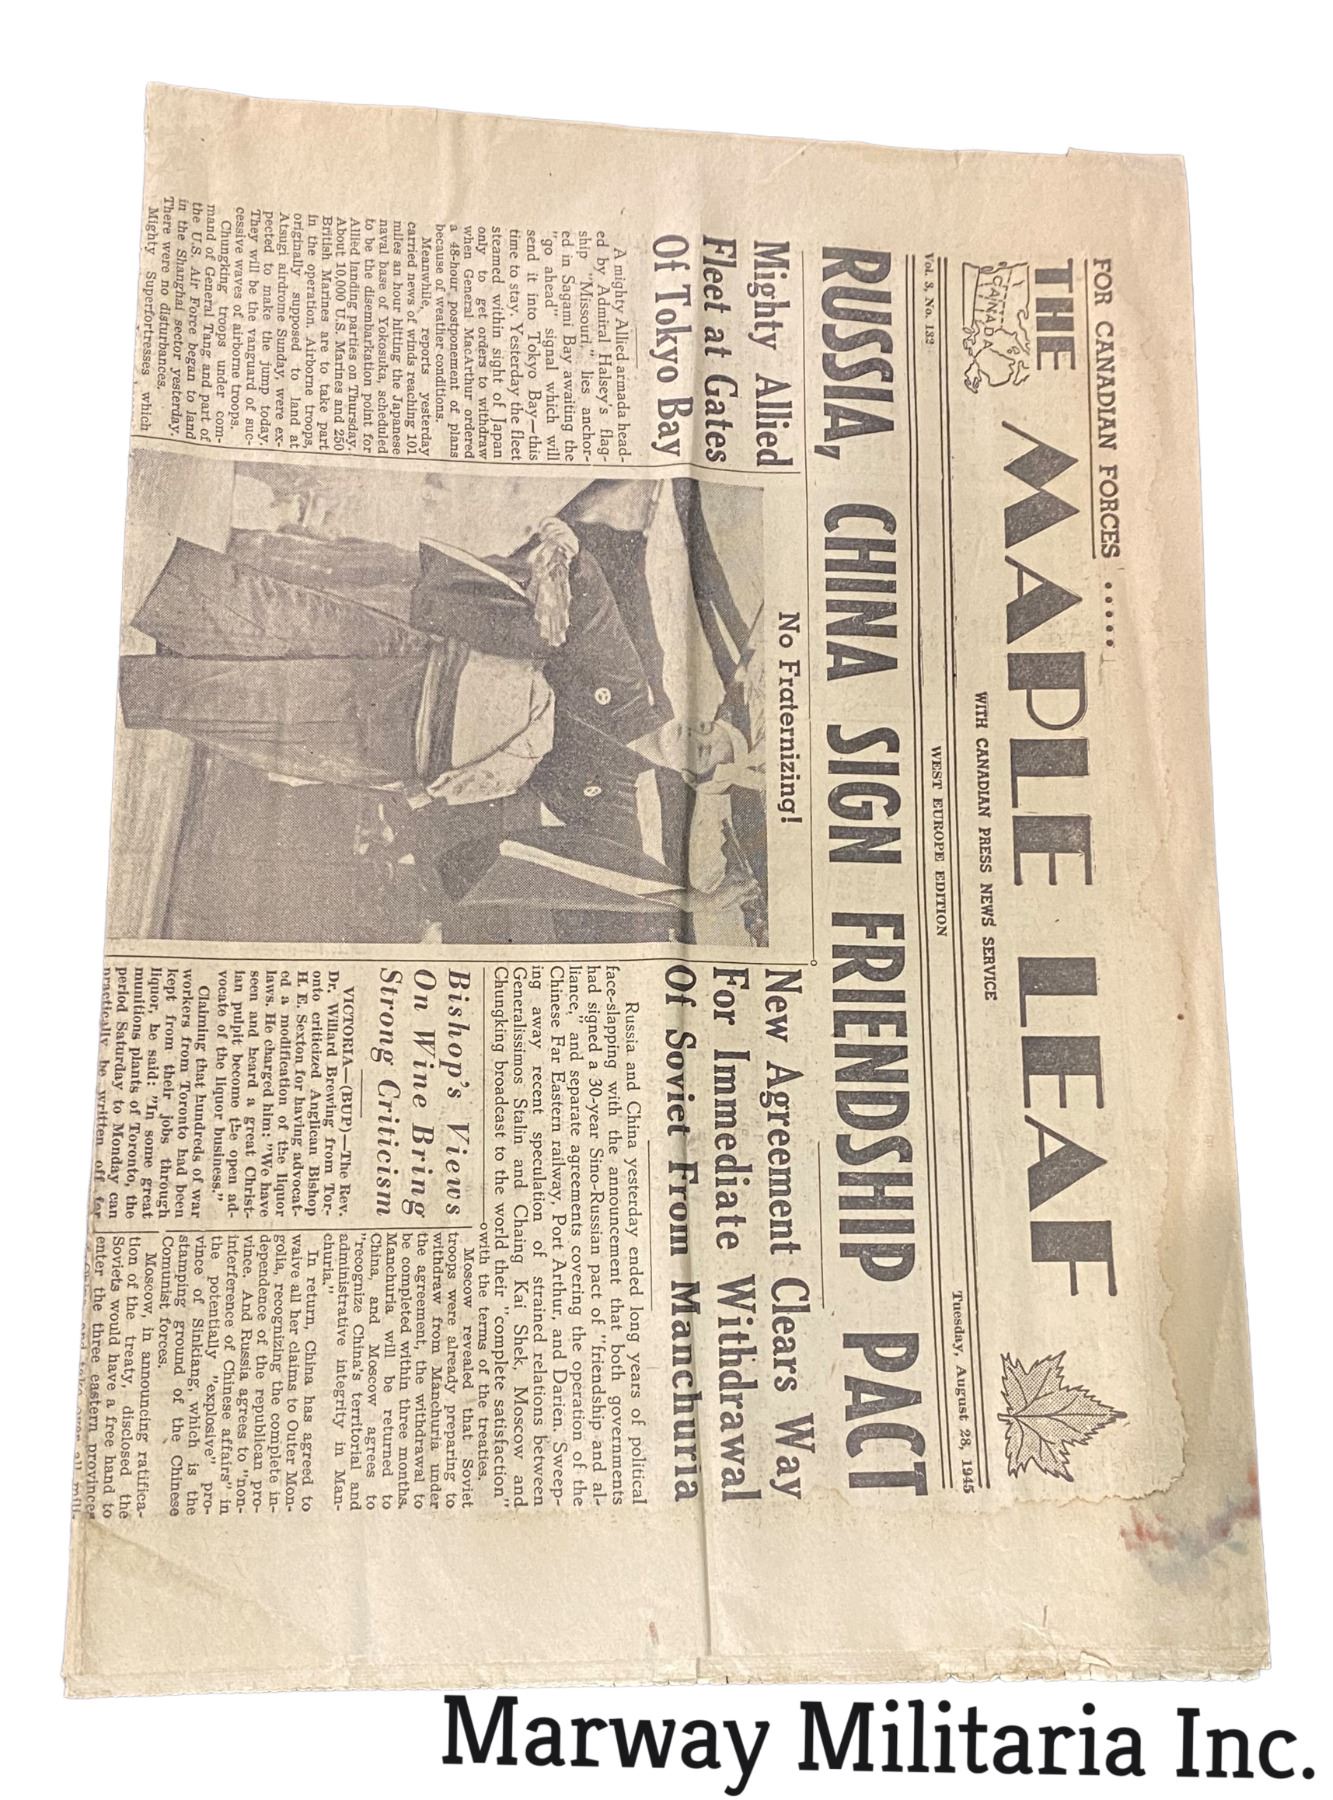 FOR CANADIAN FORCES ......
THE MAPLE LEAF
CANADA
WITH CANADIAN PRESS NEWS SERVICE
Vol. 3, No. 132
WEST EUROPE EDITION
Tuesday, August 28, 1945
RUSSIA, CHINA SIGN FRIENDSHIP PACT
Mighty Allied
Fleet at Gates
Of Tokyo Bay
A mighty Allied armada head-
ed by Admiral Halsey's flag-
ship "Missouri," lies anchor-
ed in Sagami Bay awaiting the
"go ahead" signal which will
send it into Tokyo Bay—this
time to stay. Yesterday the fleet
steamed within sight of Japan
only to get orders to withdraw
when General MacArthur ordered
a 48-hour postponement of plans
because of weather conditions.
Meanwhile, reports yesterday
carried news of winds reaching 101
miles an hour hitting the Japanese
naval base of Yokosuka, scheduled
to be the disembarkation point for
Allied landing parties on Thursday.
About 10,000 U.S. Marines and 250
British Marines are to take part
in the operation. Airborne troops,
originally supposed to land at
Atsugi airdrome Sunday, were ex-
pected to make the jump today.
They will be the vanguard of suc-
cessive waves of airborne troops.
Chungking troops under com-
mand of General Tang and part of
the U.S. Air Force began to land
in the Shanghai sector yesterday.
There were no disturbances.
Mighty Superfortresses which
No Fraternizing!
New Agreement Clears Way
For Immediate Withdrawal
Of Soviet From Manchuria
Russia and China yesterday ended long years of political
face-slapping with the announcement that both governments
had signed a 30-year Sino-Russian pact of "friendship and al-
liance," and separate agreements covering the operation of the
Chinese Far Eastern railway, Port Arthur, and Darien. Sweep-
ing away recent speculation of strained relations between
Generalissimos Stalin and Chaing Kai Shek, Moscow and
Chungking broadcast to the world their "complete satisfaction"
with the terms of the treaties.
Bishop's Views
On Wine Bring
Strong Criticism
VICTORIA—(BUP)—The Rev.
Dr. Willard Brewing from Tor-
onto criticized Anglican Bishop
H. E. Sexton for having advocat-
ed a modification of the liquor
laws. He charged him: "We have
seen and heard a great Christ-
ian pulpit become the open ad-
vocate of the liquor business."
Claiming that hundreds of war
workers from Toronto had been
kept from their jobs through
liquor, he said: "In some great
munitions plants of Toronto, the
period Saturday to Monday can
practically be written off for
Moscow revealed that Soviet
troops were already preparing to
withdraw from Manchuria under
the agreement, the withdrawal to
be completed within three months.
Manchuria will be returned to
China, and Moscow agrees to
"recognize China's territorial and
administrative integrity in Man-
churia."
In return, China has agreed to
waive all her claims to Outer Mon-
golia, recognizing the complete in-
dependence of the republican pro-
vince. And Russia agrees to "non-
interference of Chinese affairs" in
the potentially "explosive" pro-
vince of Sinkiang, which is the
stamping ground of the Chinese
Comunist forces.
Moscow, in announcing ratifica-
tion of the treaty, disclosed the
Soviets would have a free hand to
enter the three eastern provinces
Marway Militaria Inc.